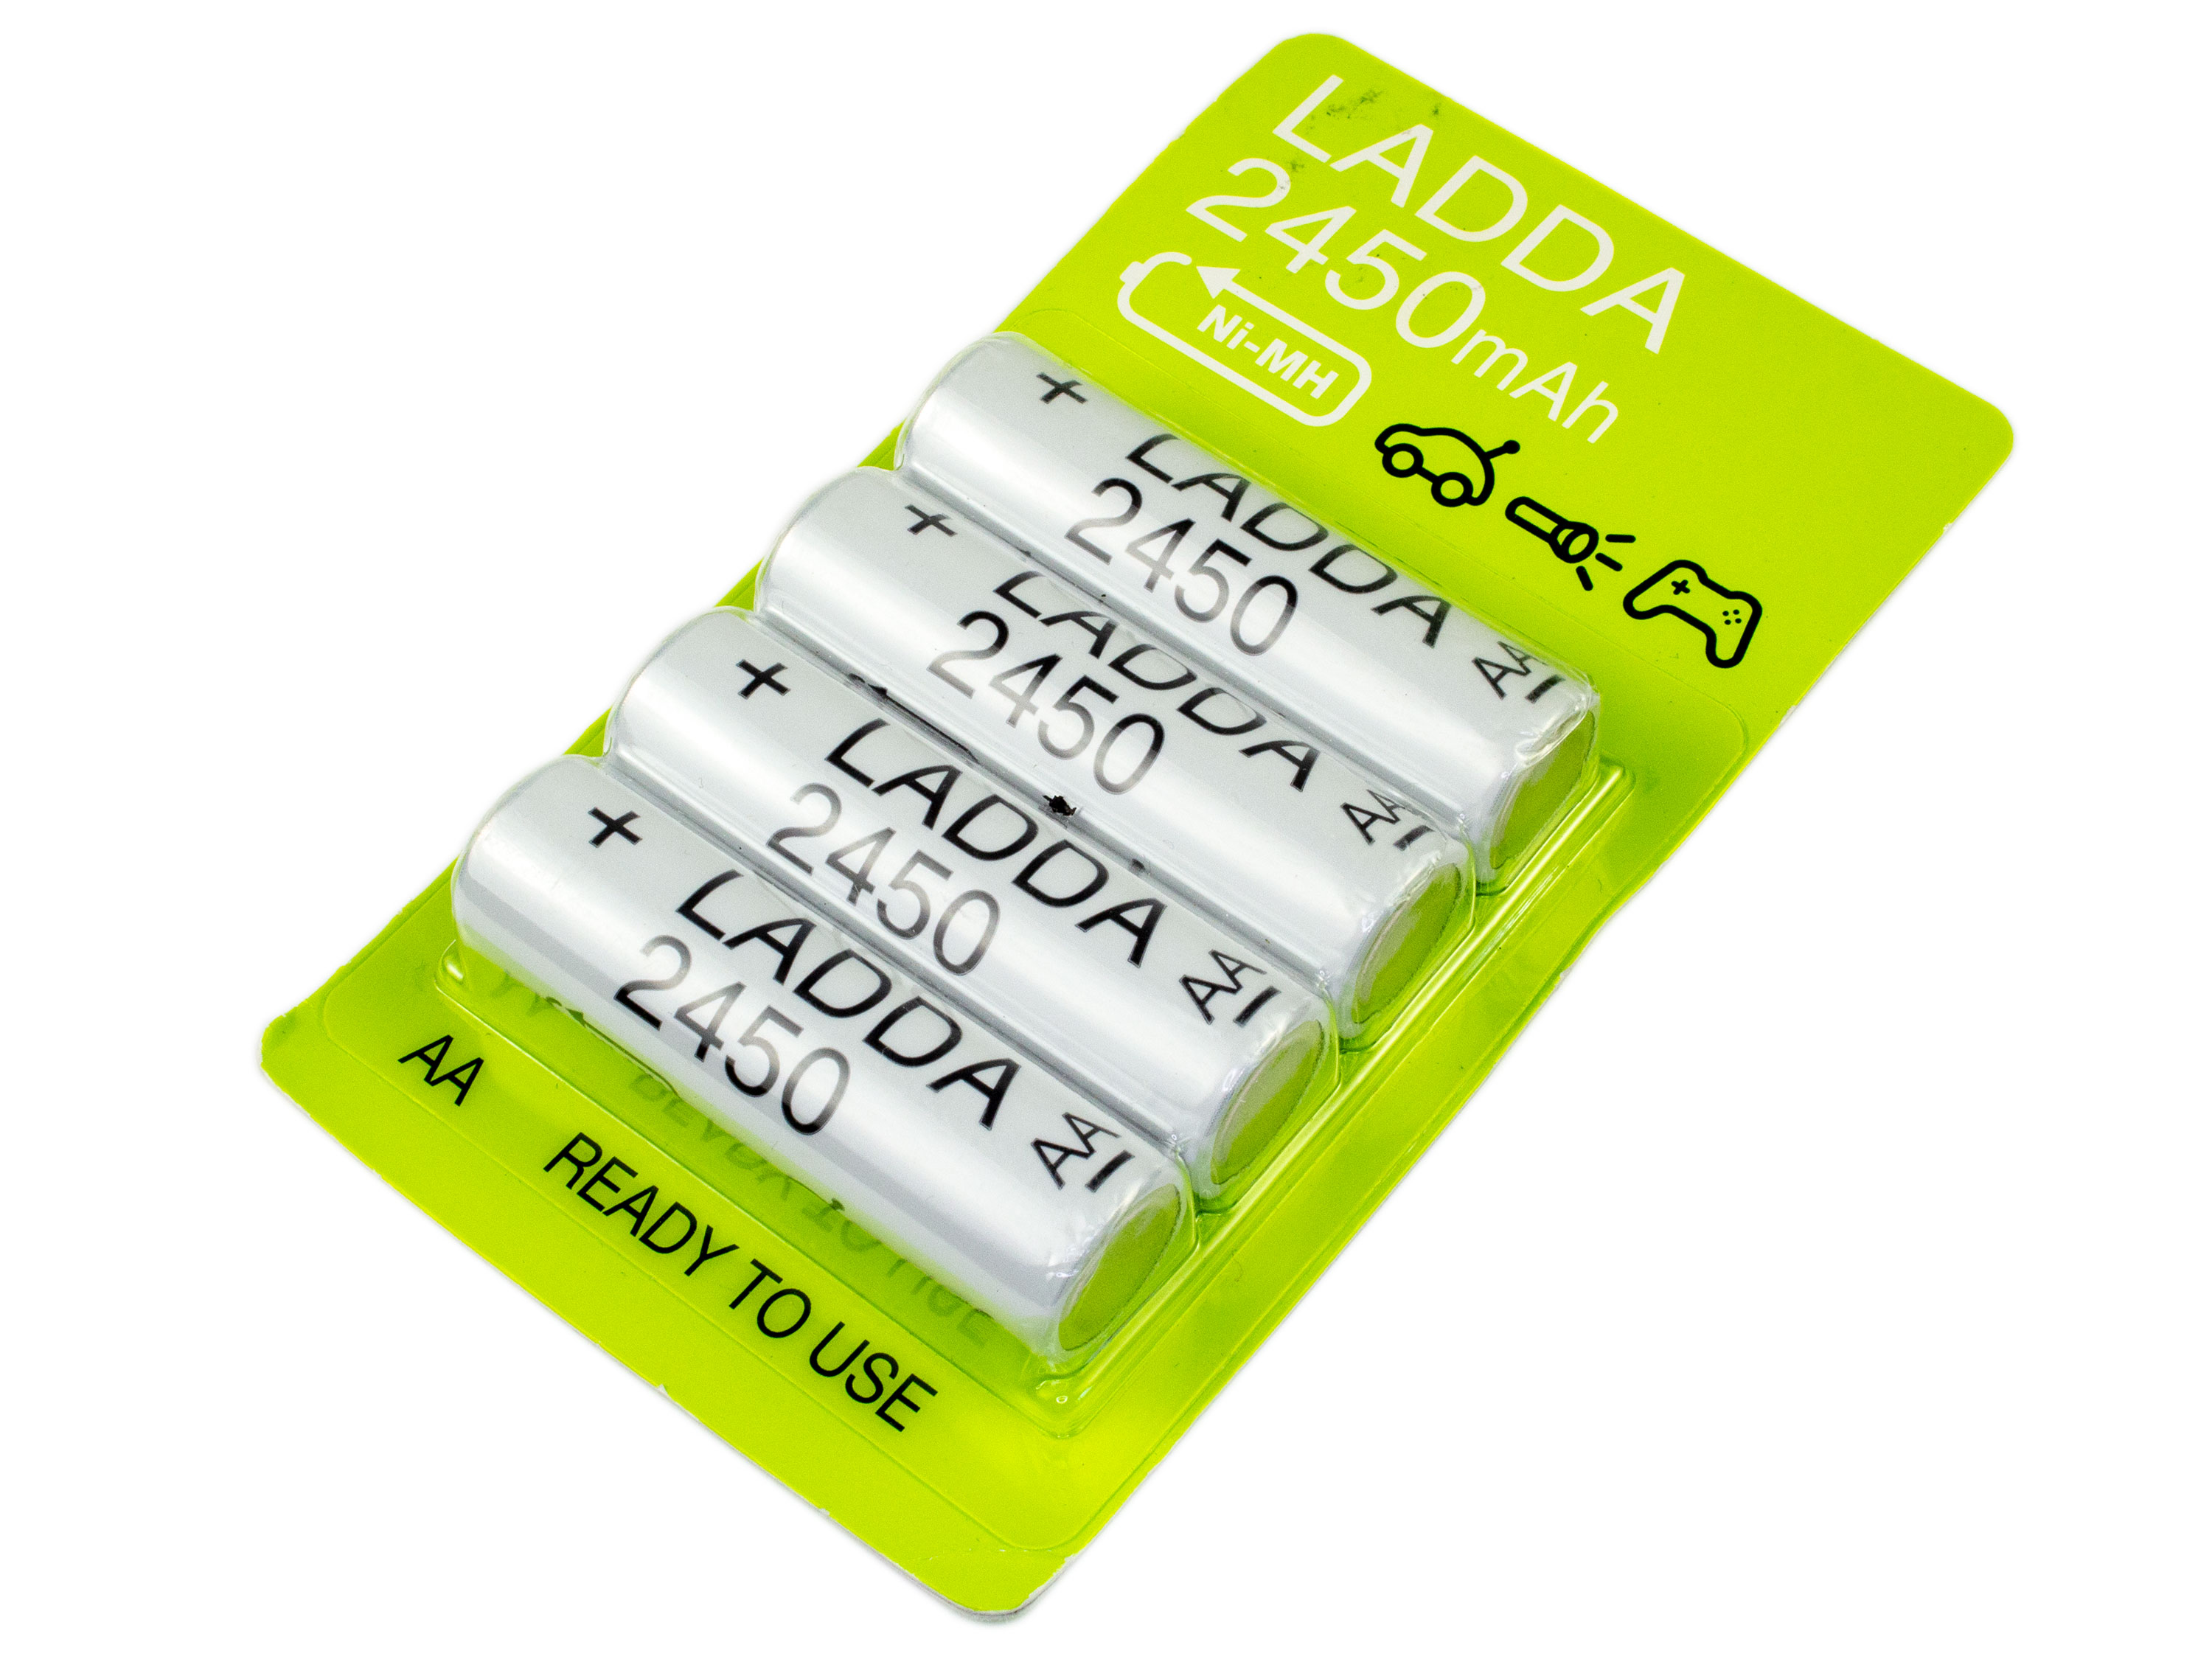 LADDA
2450mAh
Ni-MH
+ LADDA 2450 AA –
+ LADDA 2450 AA –
+ LADDA 2450 AA –
+ LADDA 2450 AA –
AA READY TO USE